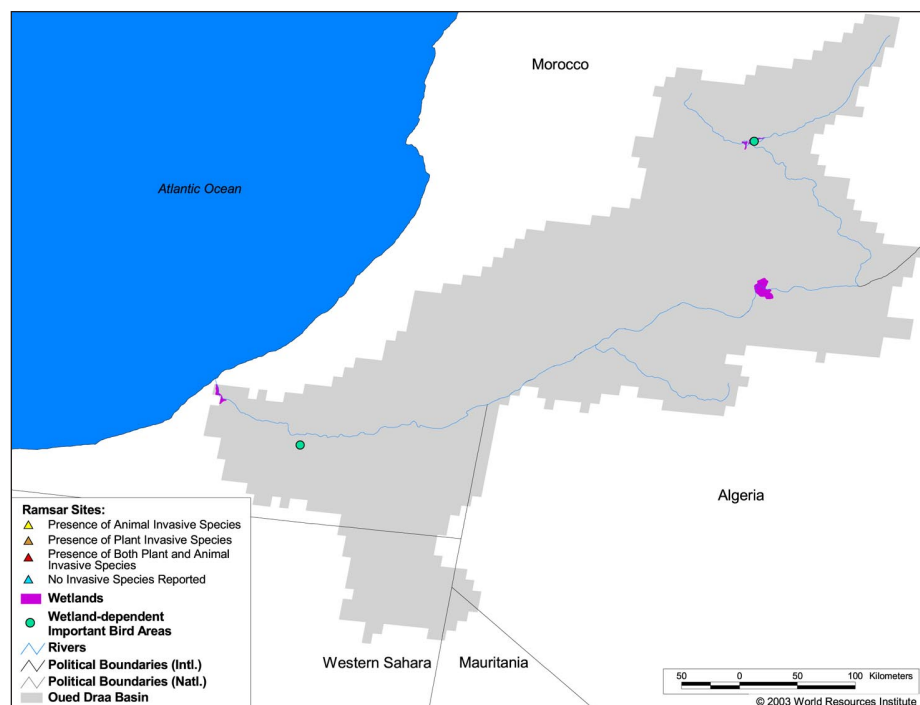 Morocco
Atlantic Ocean
Algeria
Western Sahara
Mauritania
Ramsar Sites:
Presence of Animal Invasive Species
Presence of Plant Invasive Species
Presence of Both Plant and Animal
Invasive Species
No Invasive Species Reported
Wetlands
Wetland-dependent
Important Bird Areas
Rivers
Political Boundaries (Intl.)
Political Boundaries (Natl.)
Oued Draa Basin
50 0 50 100 Kilometers
© 2003 World Resources Institute